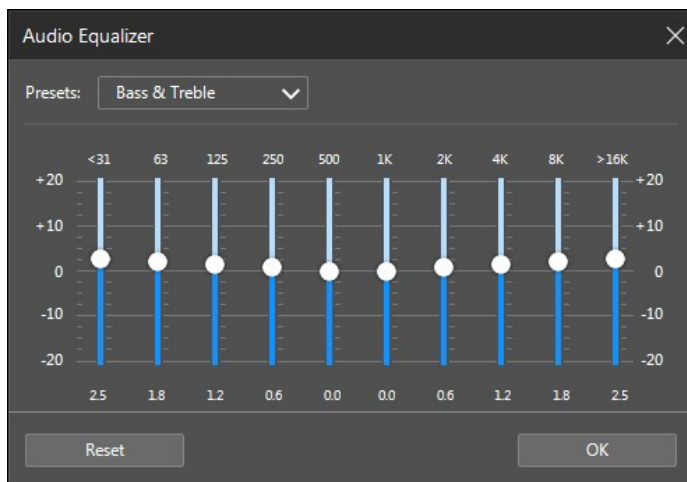 Audio Equalizer
Presets: Bass & Treble
<31 63 125 250 500 1K 2K 4K 8K >16K
+20 +20
+10 +10
0 0
-10 -10
-20 -20
2.5 1.8 1.2 0.6 0.0 0.0 0.6 1.2 1.8 2.5
Reset OK